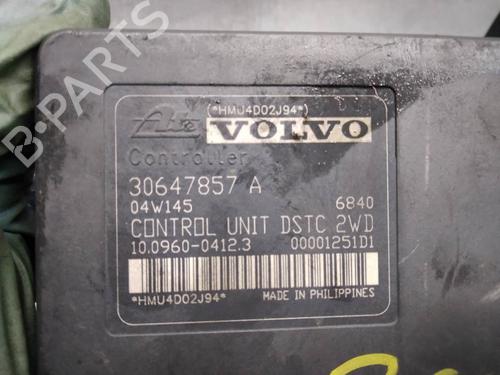 (*HMU4D02J94*)
Ate VOLVO
Controller
30647857 A
04W145 6840
CONTROL UNIT DSTC 2WD
10.0960-0412.3 00001251D1
*HMU4D02J94* MADE IN PHILIPPINES